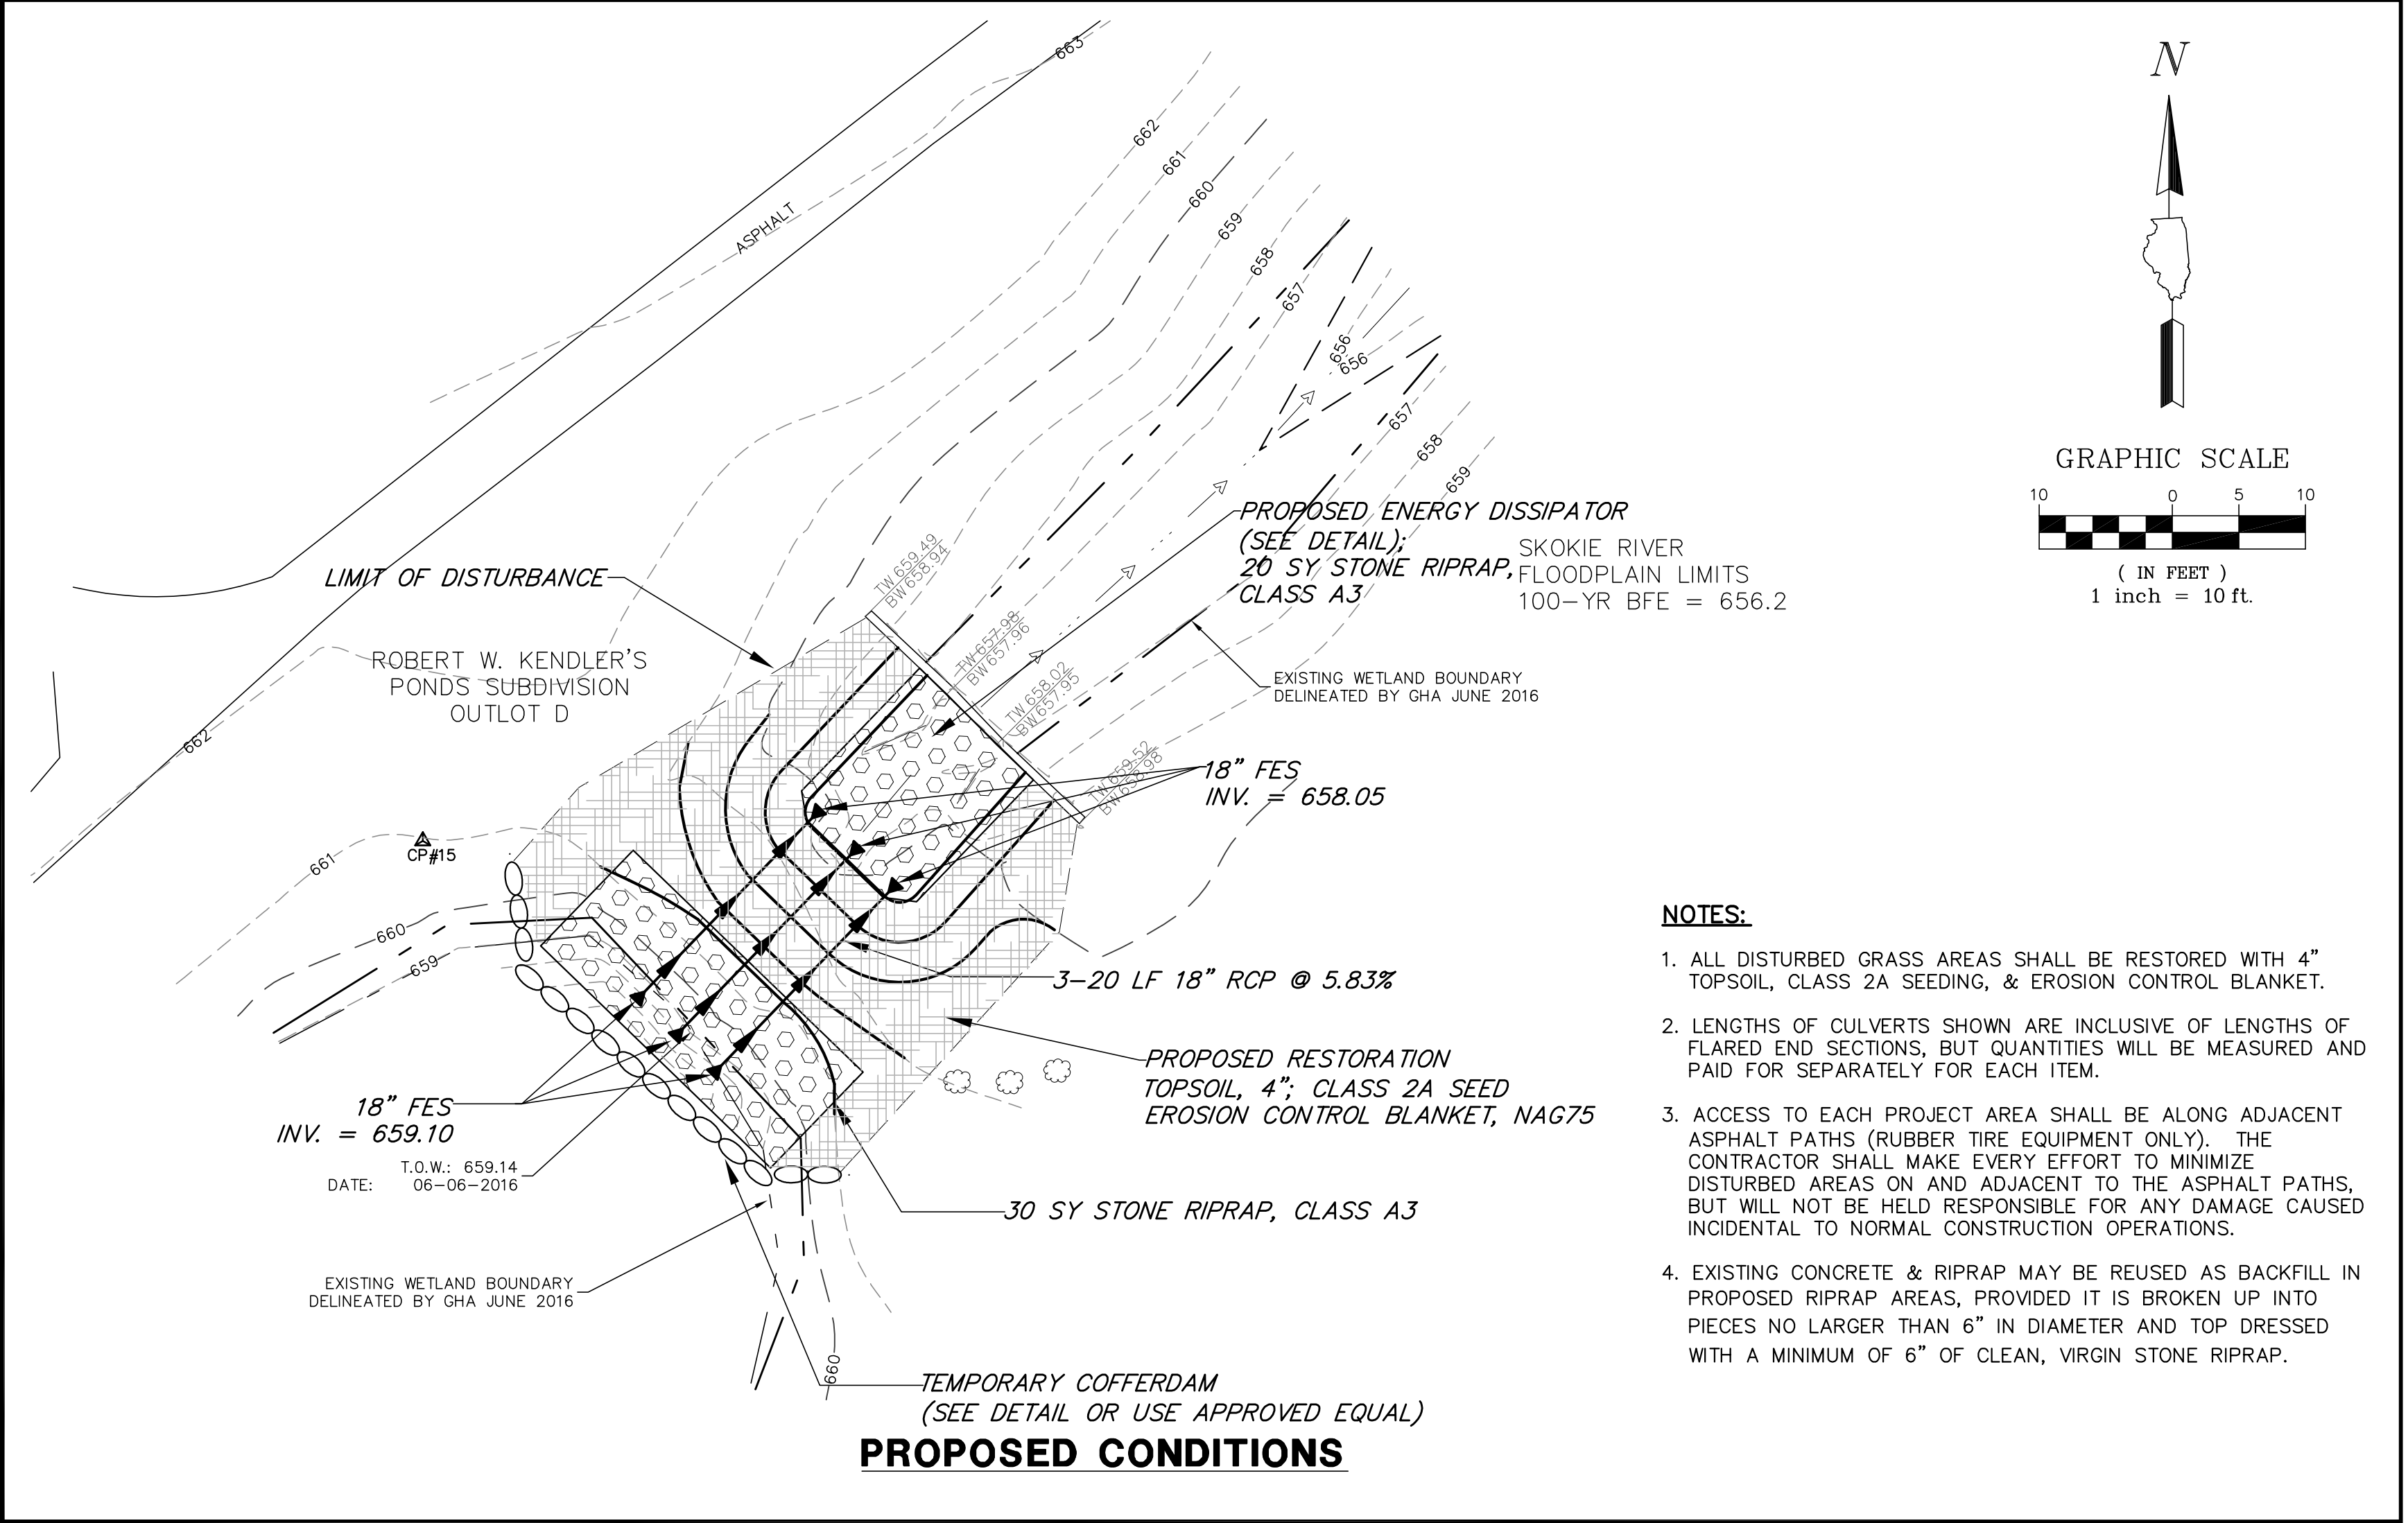 663
N
662
661
660
ASPHALT
659
658
657
656
656
657
658
659
GRAPHIC SCALE
10 0 5 10
( IN FEET )
1 inch = 10 ft.
PROPOSED ENERGY DISSIPATOR
(SEE DETAIL);
20 SY STONE RIPRAP,
CLASS A3
SKOKIE RIVER
FLOODPLAIN LIMITS
100-YR BFE = 656.2
TW 659.49
BW 658.94
LIMIT OF DISTURBANCE
TW 657.98
BW 657.96
ROBERT W. KENDLER'S
PONDS SUBDIVISION
OUTLOT D
TW 658.02
BW 657.95
EXISTING WETLAND BOUNDARY
DELINEATED BY GHA JUNE 2016
662
TW 659.52
BW 658.98
18" FES
INV. = 658.05
CP#15
661
660
659
3-20 LF 18" RCP @ 5.83%
PROPOSED RESTORATION
TOPSOIL, 4"; CLASS 2A SEED
EROSION CONTROL BLANKET, NAG75
18" FES
INV. = 659.10
T.O.W.: 659.14
DATE: 06-06-2016
30 SY STONE RIPRAP, CLASS A3
EXISTING WETLAND BOUNDARY
DELINEATED BY GHA JUNE 2016
660
TEMPORARY COFFERDAM
(SEE DETAIL OR USE APPROVED EQUAL)
PROPOSED CONDITIONS
NOTES:
1. ALL DISTURBED GRASS AREAS SHALL BE RESTORED WITH 4"
TOPSOIL, CLASS 2A SEEDING, & EROSION CONTROL BLANKET.
2. LENGTHS OF CULVERTS SHOWN ARE INCLUSIVE OF LENGTHS OF
FLARED END SECTIONS, BUT QUANTITIES WILL BE MEASURED AND
PAID FOR SEPARATELY FOR EACH ITEM.
3. ACCESS TO EACH PROJECT AREA SHALL BE ALONG ADJACENT
ASPHALT PATHS (RUBBER TIRE EQUIPMENT ONLY). THE
CONTRACTOR SHALL MAKE EVERY EFFORT TO MINIMIZE
DISTURBED AREAS ON AND ADJACENT TO THE ASPHALT PATHS,
BUT WILL NOT BE HELD RESPONSIBLE FOR ANY DAMAGE CAUSED
INCIDENTAL TO NORMAL CONSTRUCTION OPERATIONS.
4. EXISTING CONCRETE & RIPRAP MAY BE REUSED AS BACKFILL IN
PROPOSED RIPRAP AREAS, PROVIDED IT IS BROKEN UP INTO
PIECES NO LARGER THAN 6" IN DIAMETER AND TOP DRESSED
WITH A MINIMUM OF 6" OF CLEAN, VIRGIN STONE RIPRAP.